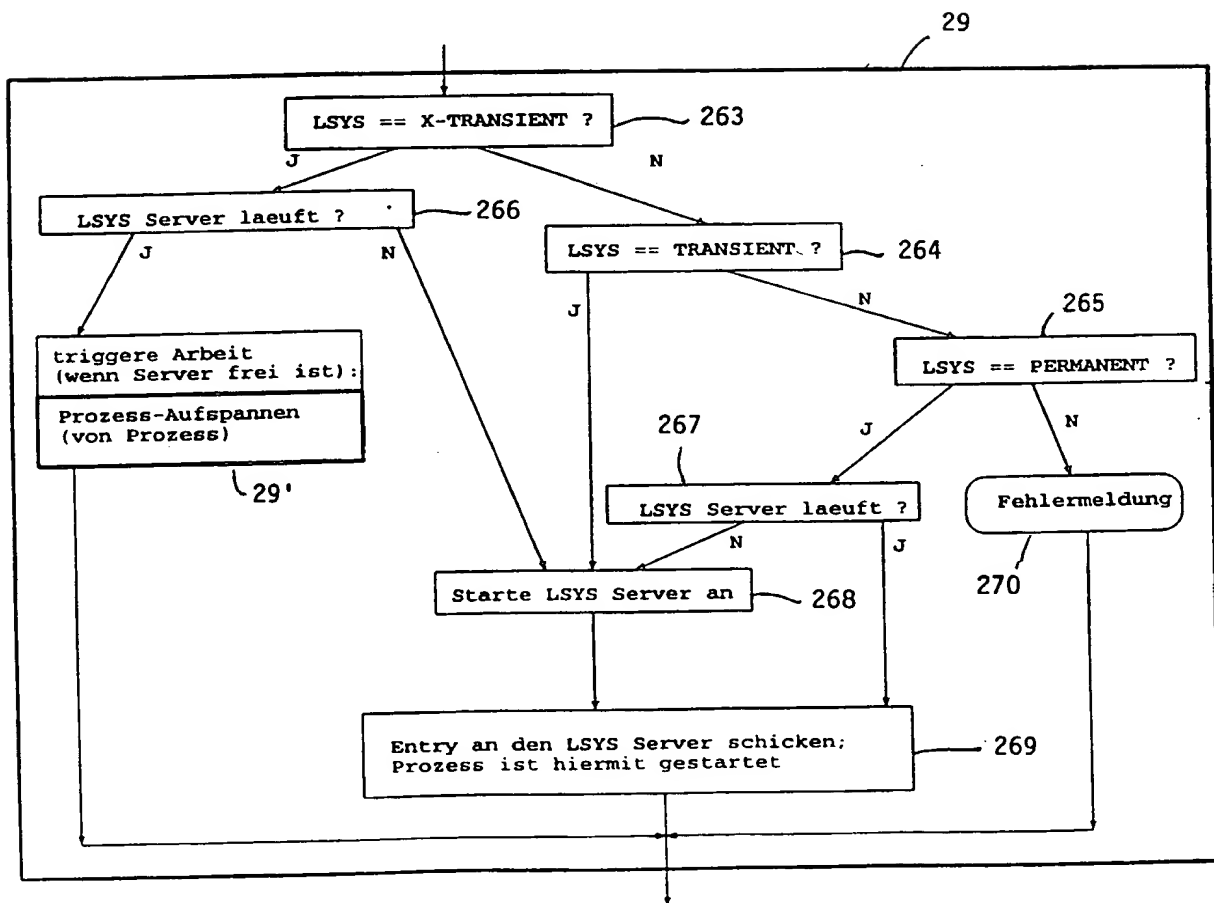 29
LSYS == X-TRANSIENT ?
263
J
N
LSYS Server laeuft ?
266
J
N
LSYS == TRANSIENT ?
264
J
N
265
LSYS == PERMANENT ?
triggere Arbeit
(wenn Server frei ist):
Prozess-Aufspannen
(von Prozess)
29'
267
J
N
LSYS Server laeuft ?
Fehlermeldung
N
J
270
Starte LSYS Server an
268
Entry an den LSYS Server schicken;
Prozess ist hiermit gestartet
269